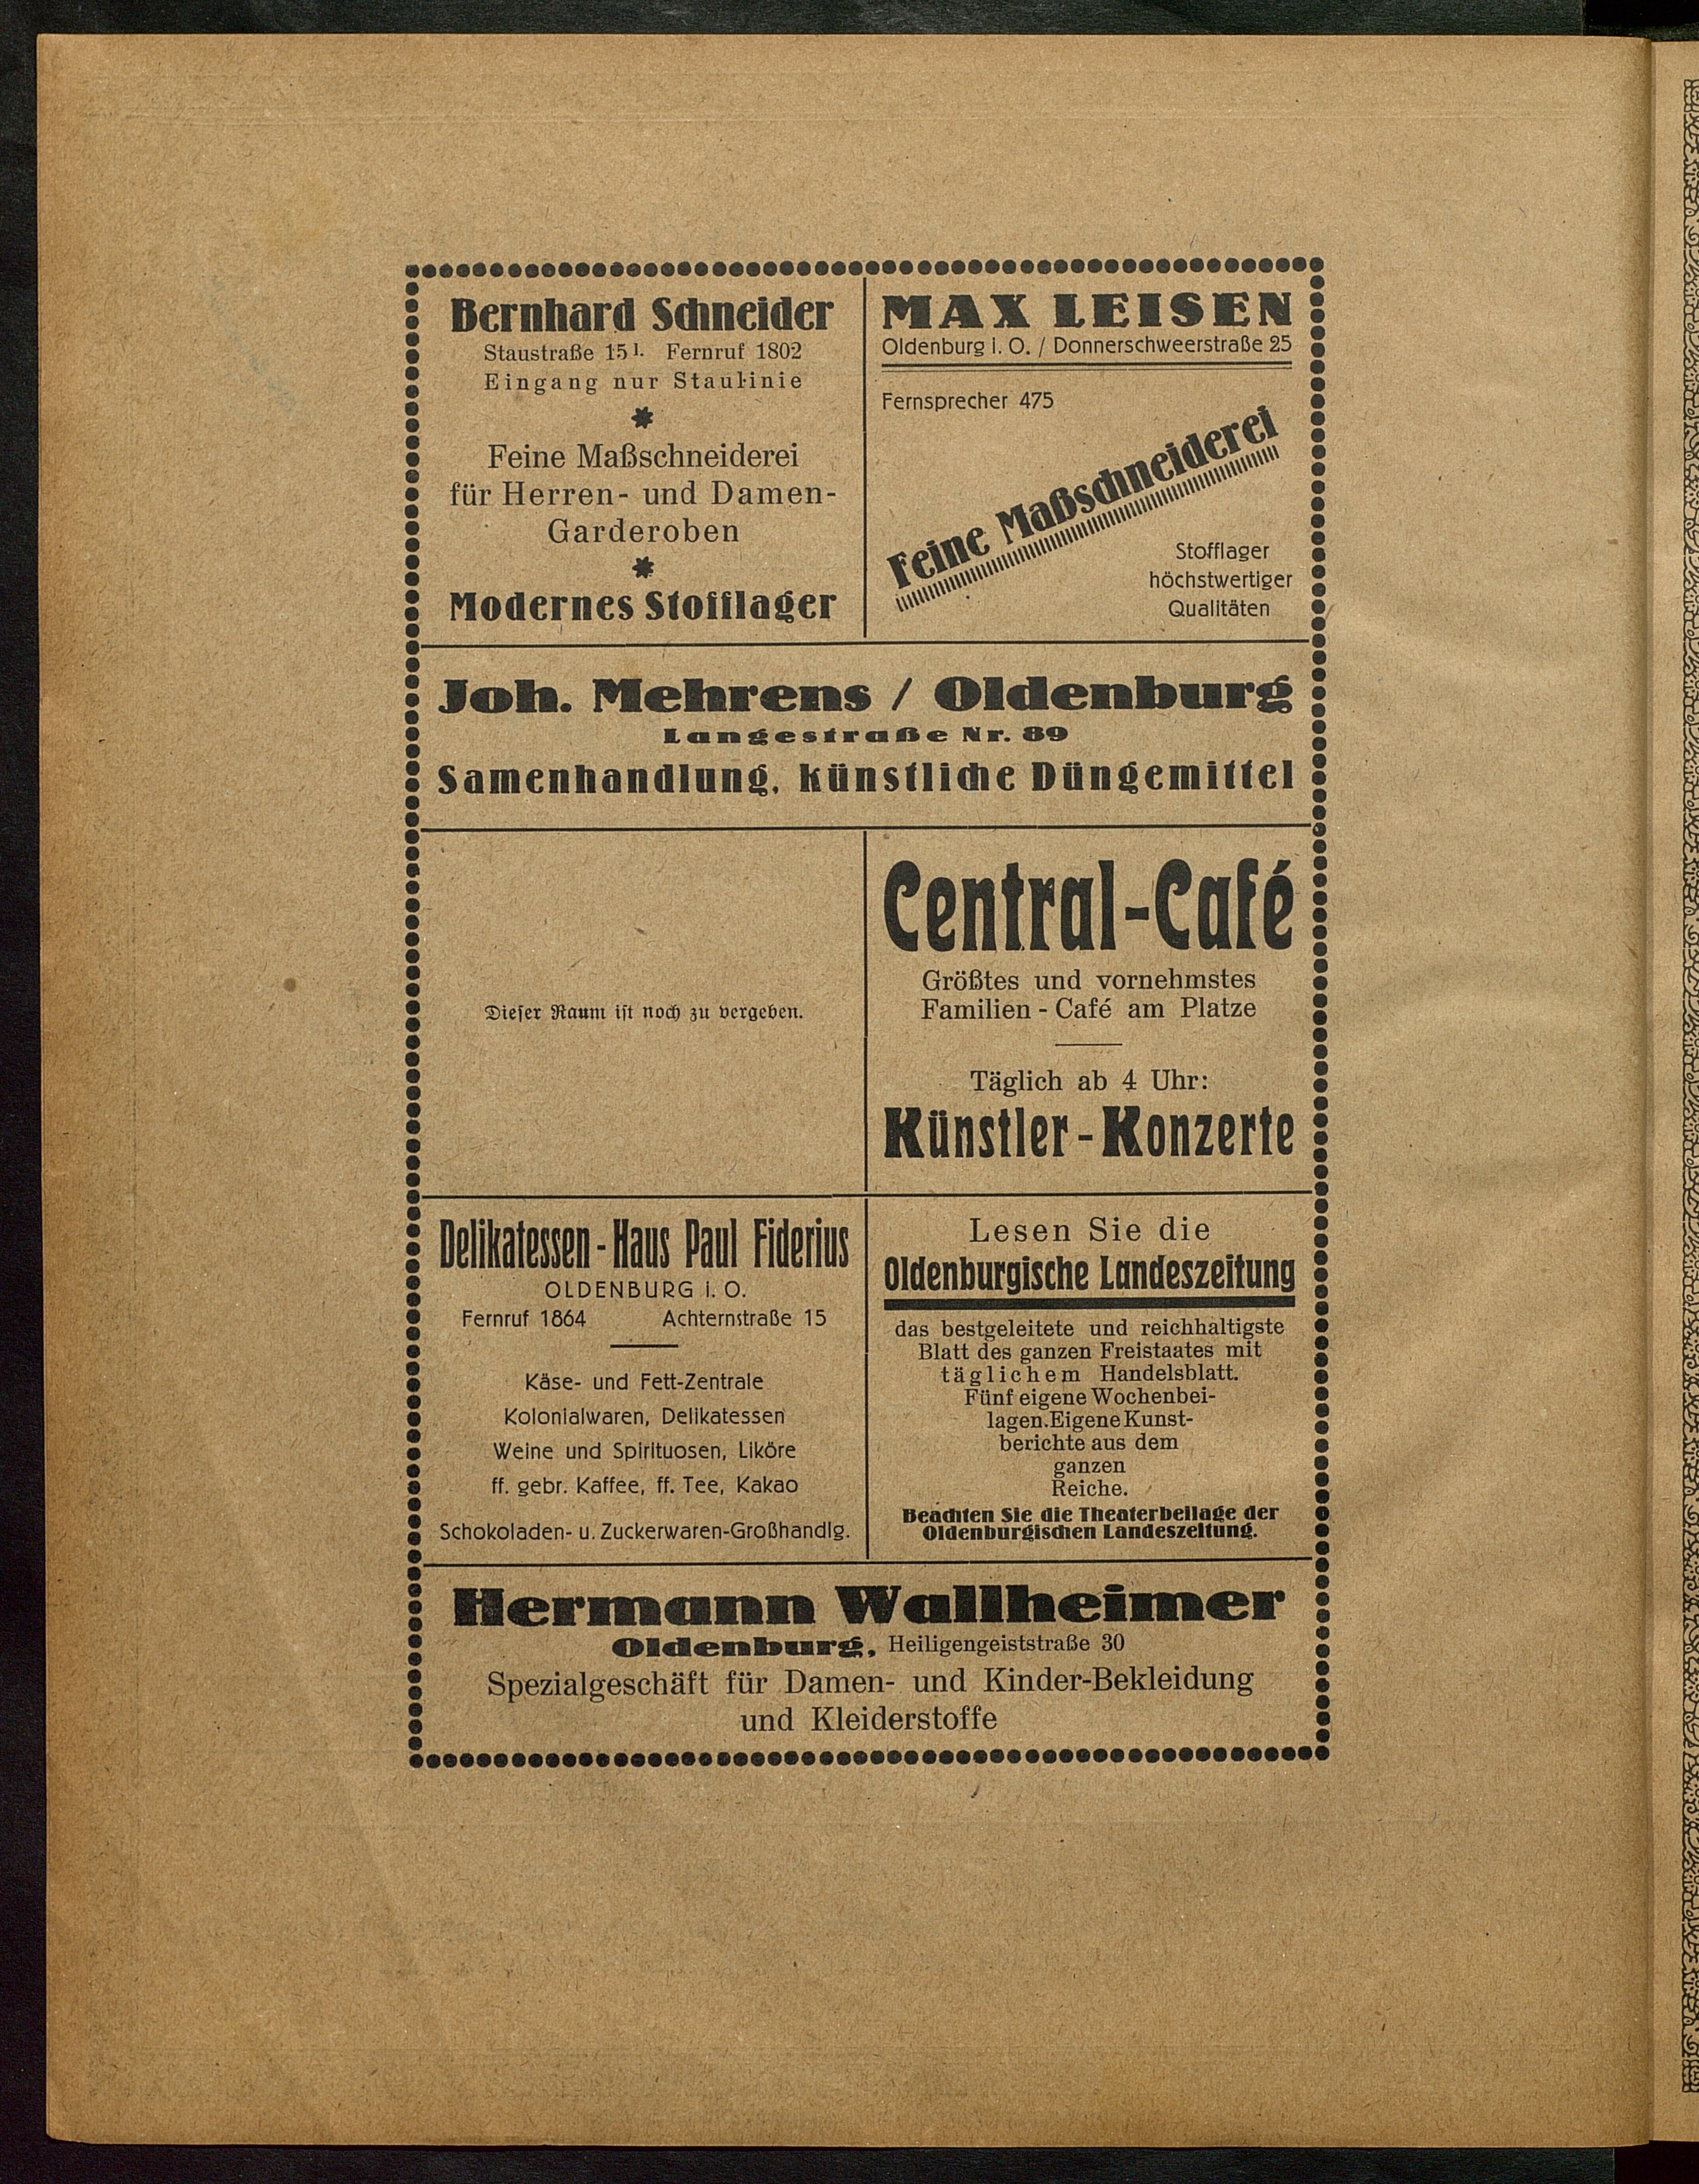 Bernhard Schneider
Staustraße 15 I. Fernruf 1802
Eingang nur Staulinie
Feine Maßschneiderei
für Herren- und Damen-
Garderoben
Modernes Stofflager
MAX LEISEN
Oldenburg i. O. / Donnerschweerstraße 25
Fernsprecher 475
Feine Maßschneiderei
Stofflager
höchstwertiger
Qualitäten
Joh. Mehrens / Oldenburg
Langestraße Nr. 89
Samenhandlung, künstliche Düngemittel
Dieser Raum ist noch zu vergeben.
Central-Café
Größtes und vornehmstes
Familien - Café am Platze
Täglich ab 4 Uhr:
Künstler - Konzerte
Delikatessen - Haus Paul Fiderius
OLDENBURG i. O.
Fernruf 1864 Achternstraße 15
Käse- und Fett-Zentrale
Kolonialwaren, Delikatessen
Weine und Spirituosen, Liköre
ff. gebr. Kaffee, ff. Tee, Kakao
Schokoladen- u. Zuckerwaren-Großhandlg.
Lesen Sie die
Oldenburgische Landeszeitung
das bestgeleitete und reichhaltigste
Blatt des ganzen Freistaates mit
täglichem Handelsblatt.
Fünf eigene Wochenbei-
lagen. Eigene Kunst-
berichte aus dem
ganzen
Reiche.
Beachten Sie die Theaterbeilage der
Oldenburgischen Landeszeitung.
Hermann Wallheimer
Oldenburg, Heiligengeiststraße 30
Spezialgeschäft für Damen- und Kinder-Bekleidung
und Kleiderstoffe